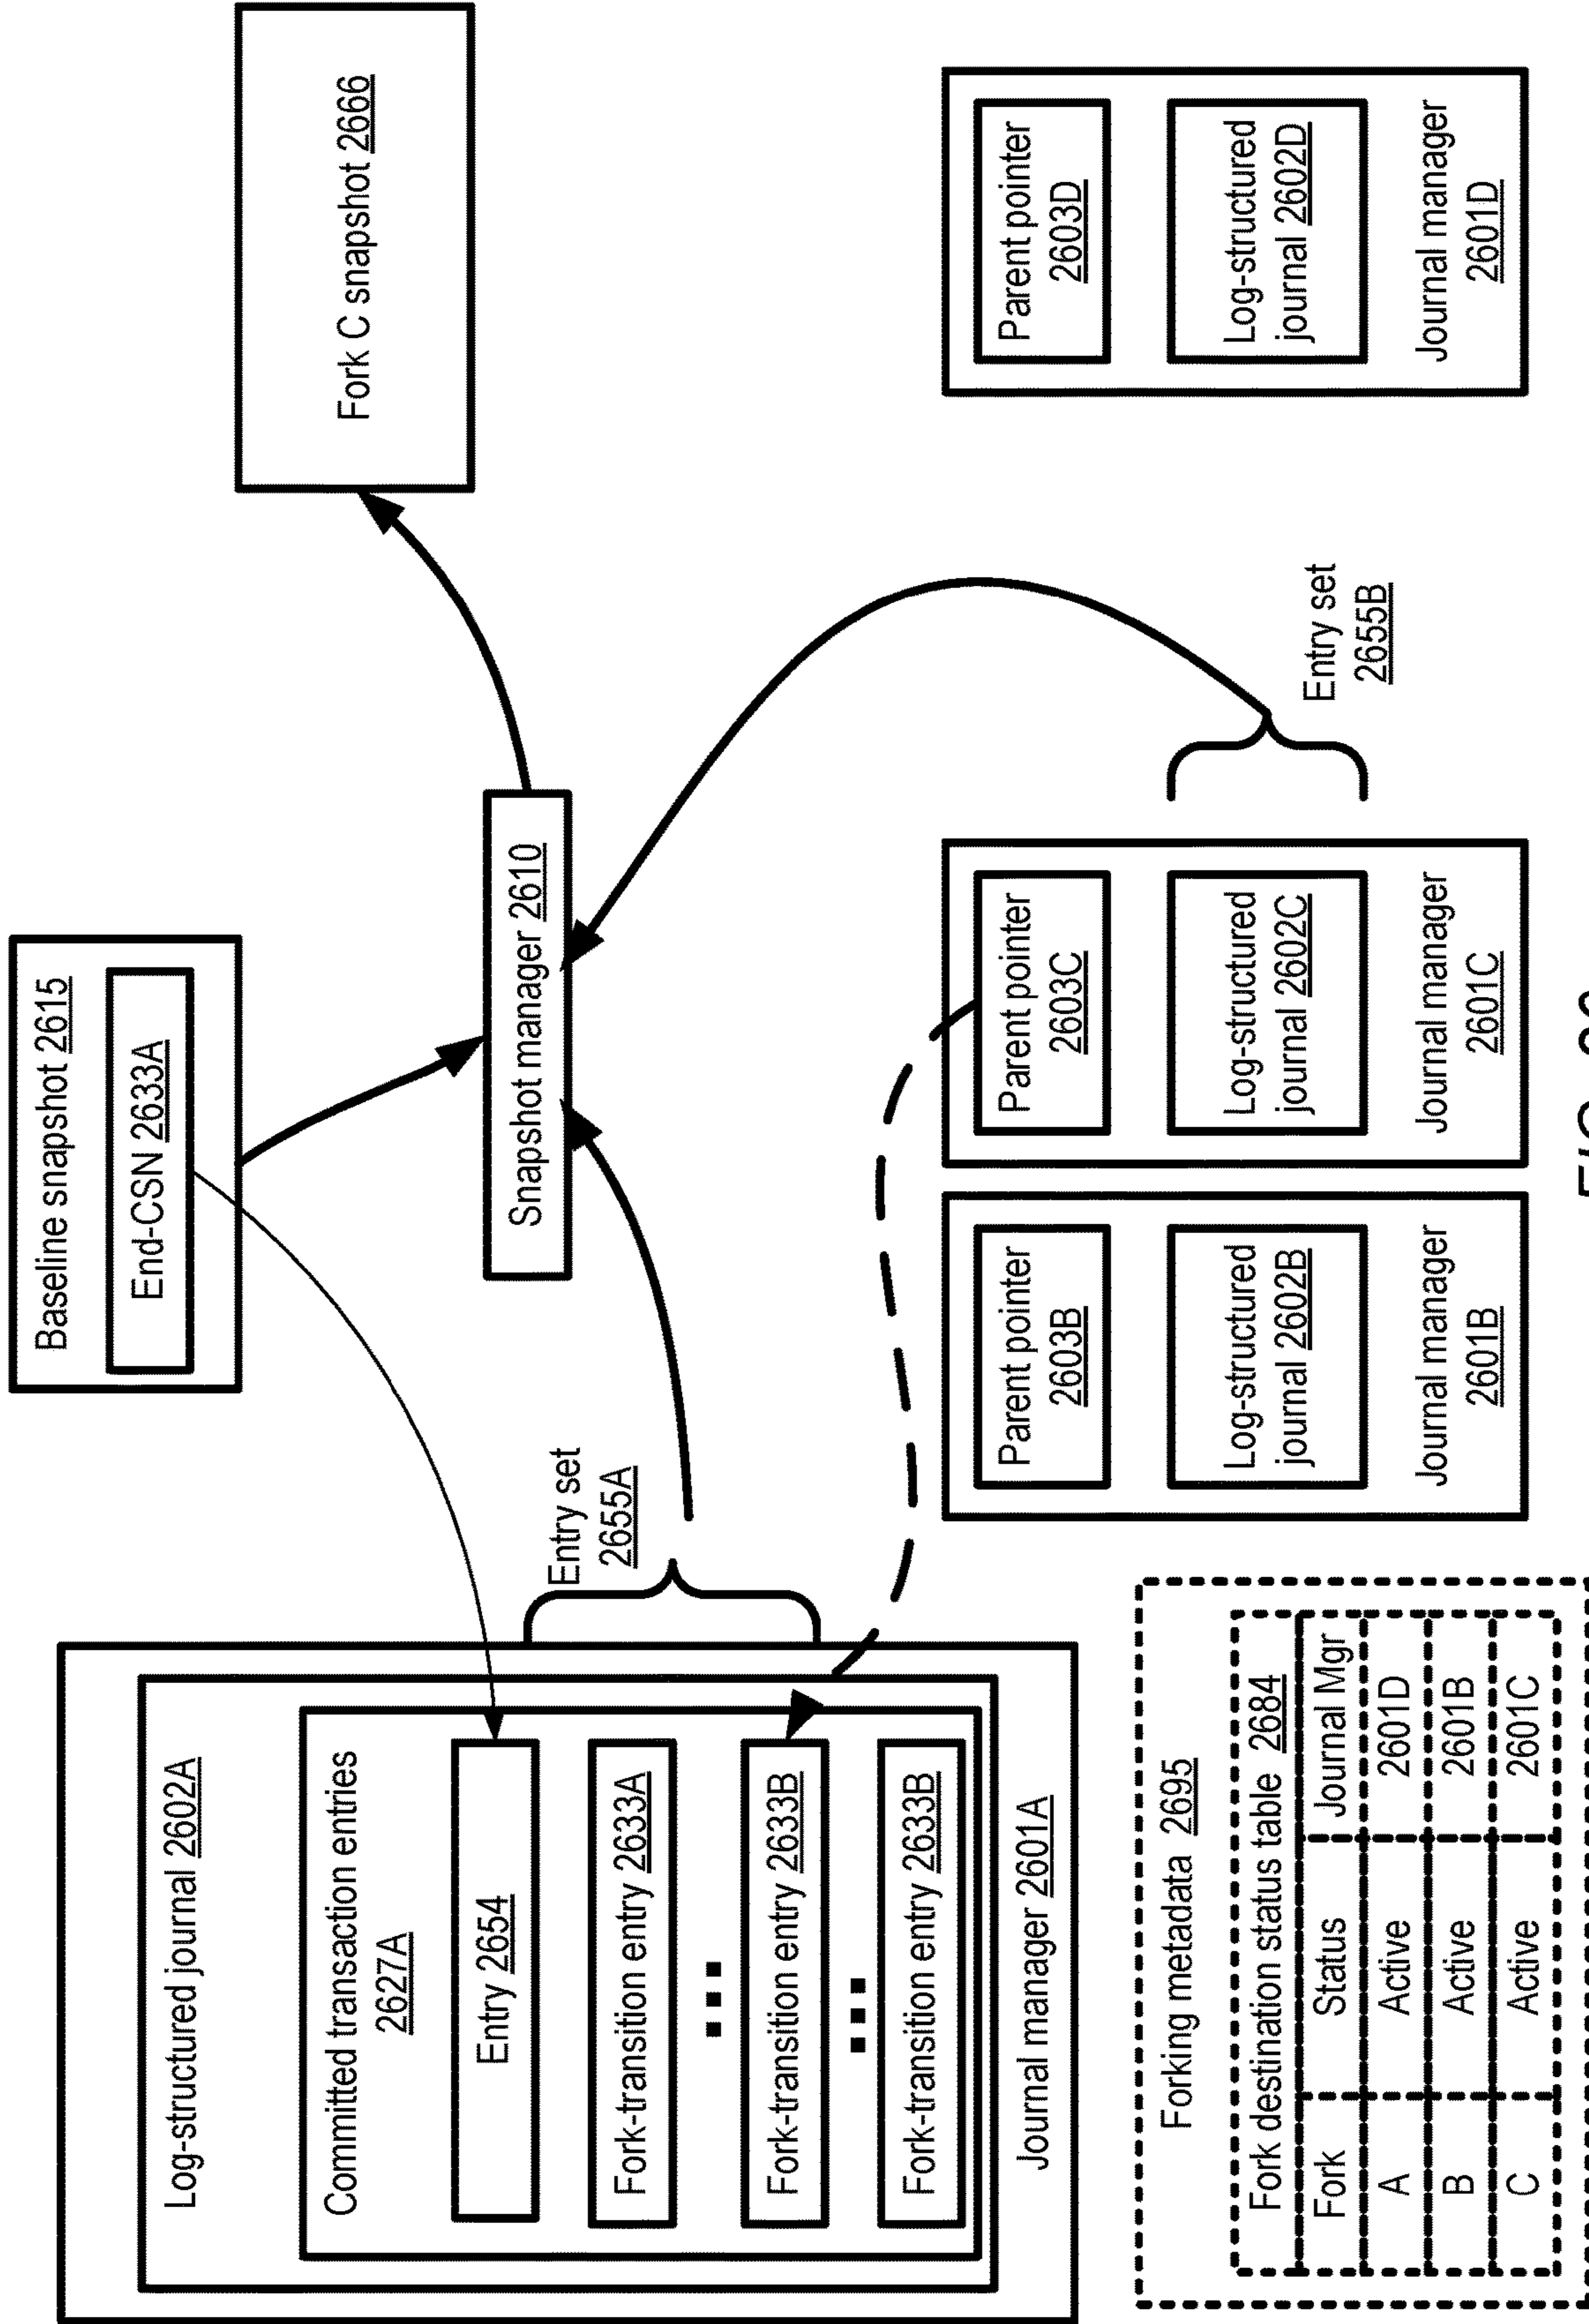 Baseline snapshot 2615
End-CSN 2633A
Fork C snapshot 2666
Snapshot manager 2610
Log-structured journal 2602A
Committed transaction entries
2627A
Entry 2654
Fork-transition entry 2633A
Fork-transition entry 2633B
Fork-transition entry 2633B
Journal manager 2601A
Entry set
2655A
Entry set
2655B
Forking metadata 2695
Fork destination status table 2684
Fork Status Journal Mgr
A Active 2601D
B Active 2601B
C Active 2601C
Parent pointer
2603B
Log-structured
journal 2602B
Journal manager
2601B
Parent pointer
2603C
Log-structured
journal 2602C
Journal manager
2601C
Parent pointer
2603D
Log-structured
journal 2602D
Journal manager
2601D